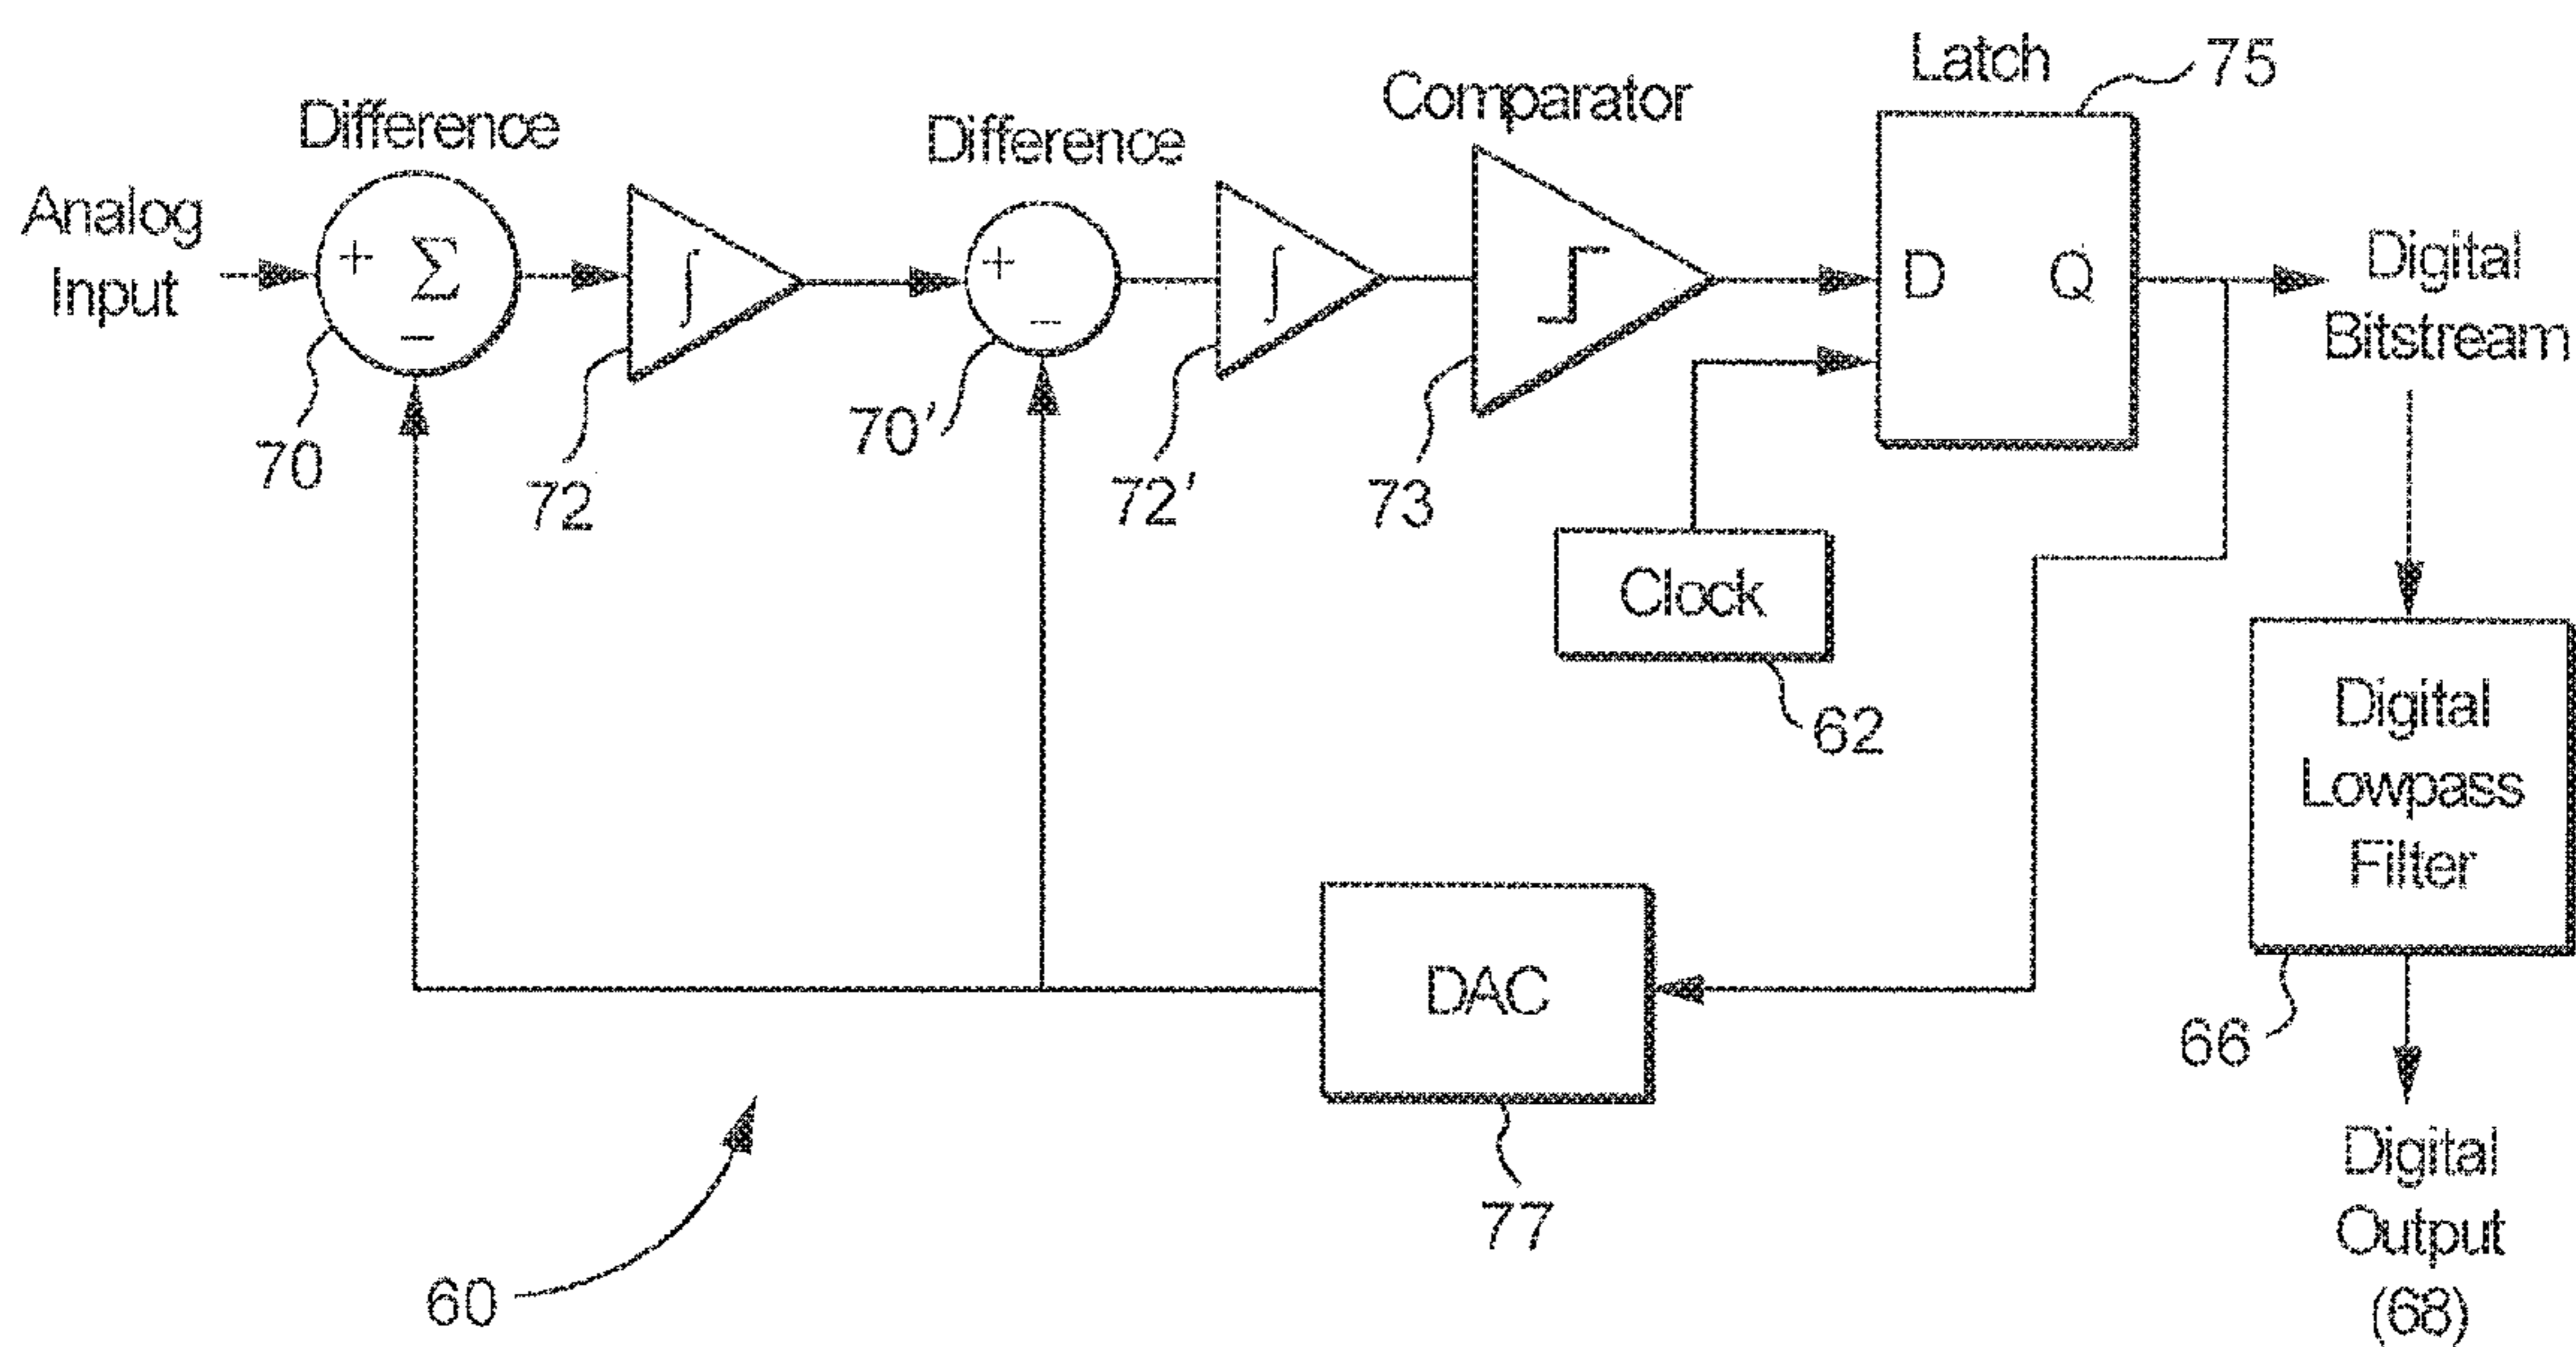 Latch
75
Comparator
Difference
Difference
Analog
Input
+ Σ
−
∫
+
−
∫
D Q
Digital
Bitstream
70
72
70'
72'
73
Clock
62
Digital
Lowpass
Filter
DAC
66
77
60
Digital
Output
(68)